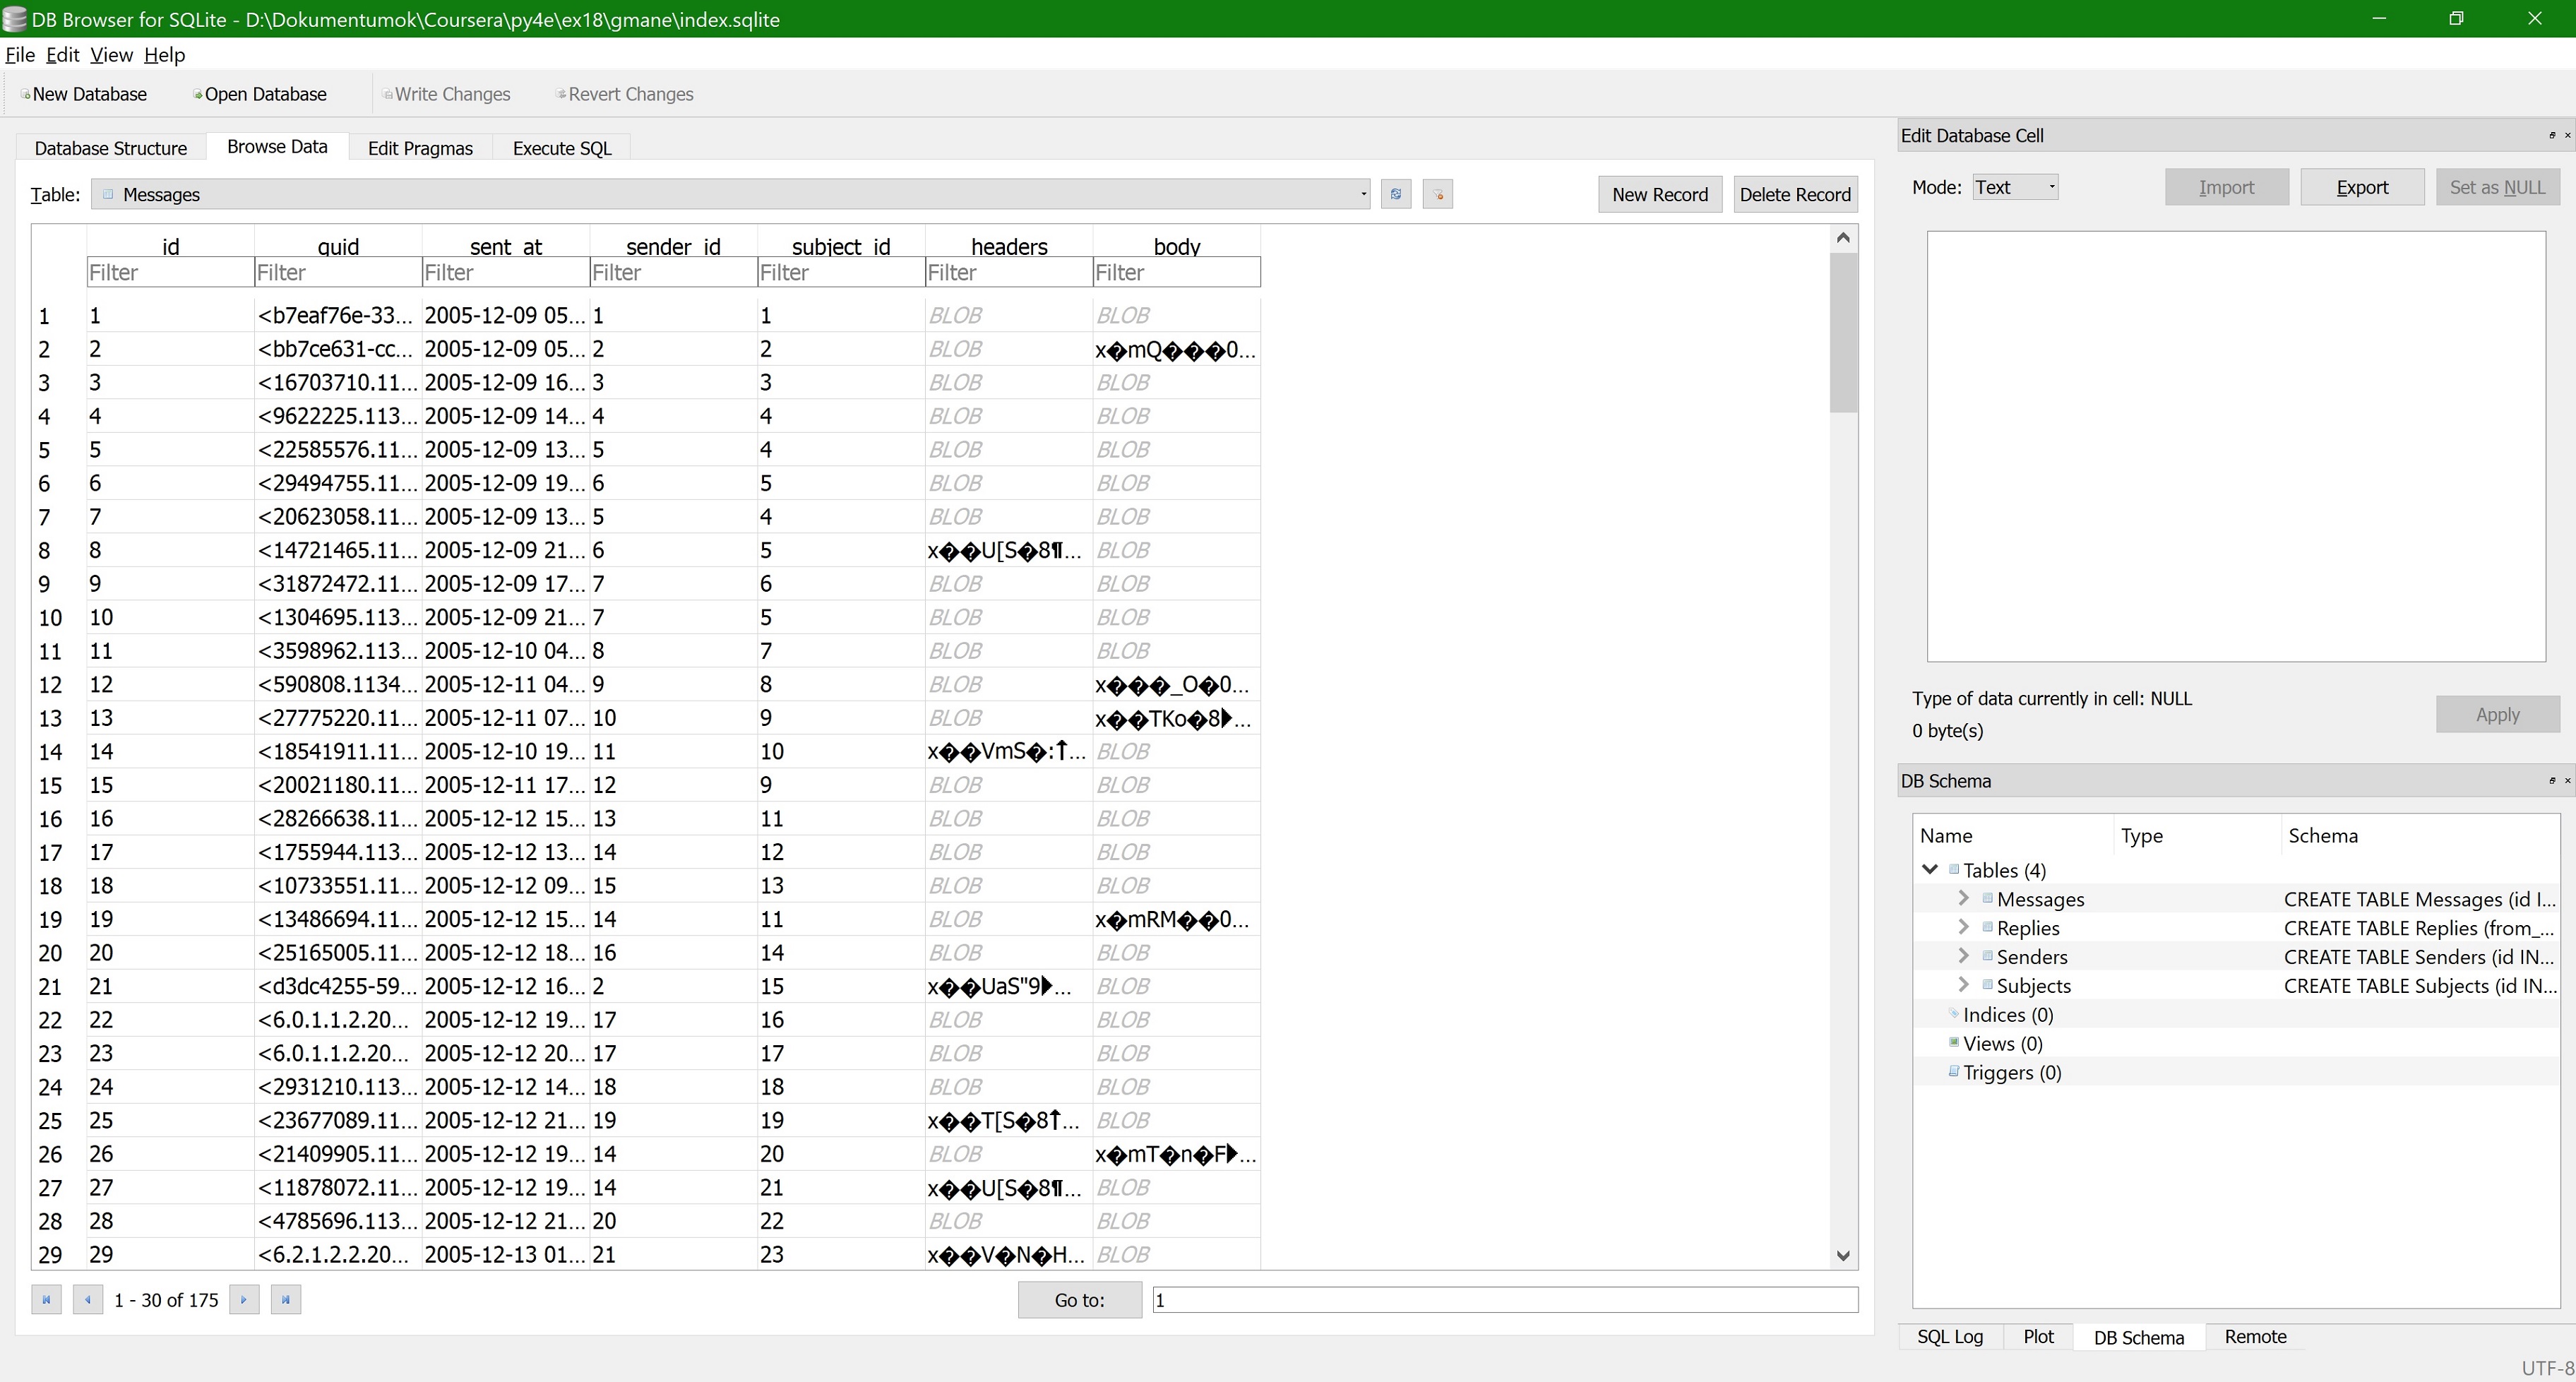 DB Browser for SQLite - D:\Dokumentumok\Coursera\py4e\ex18\gmane\index.sqlite
File Edit View Help
New Database Open Database Write Changes Revert Changes
Database Structure Browse Data Edit Pragmas Execute SQL
Table: Messages New Record Delete Record
id guid sent_at sender_id subject_id headers body
Filter Filter Filter Filter Filter Filter Filter
1 1 <b7eaf76e-33... 2005-12-09 05... 1 1 BLOB BLOB
2 2 <bb7ce631-cc... 2005-12-09 05... 2 2 BLOB x�mQ���0...
3 3 <16703710.11... 2005-12-09 16... 3 3 BLOB BLOB
4 4 <9622225.113... 2005-12-09 14... 4 4 BLOB BLOB
5 5 <22585576.11... 2005-12-09 13... 5 4 BLOB BLOB
6 6 <29494755.11... 2005-12-09 19... 6 5 BLOB BLOB
7 7 <20623058.11... 2005-12-09 13... 5 4 BLOB BLOB
8 8 <14721465.11... 2005-12-09 21... 6 5 x��U[S�8¶... BLOB
9 9 <31872472.11... 2005-12-09 17... 7 6 BLOB BLOB
10 10 <1304695.113... 2005-12-09 21... 7 5 BLOB BLOB
11 11 <3598962.113... 2005-12-10 04... 8 7 BLOB BLOB
12 12 <590808.1134... 2005-12-11 04... 9 8 BLOB x���_O�0...
13 13 <27775220.11... 2005-12-11 07... 10 9 BLOB x��TKo�8▶...
14 14 <18541911.11... 2005-12-10 19... 11 10 x��VmS�:↑... BLOB
15 15 <20021180.11... 2005-12-11 17... 12 9 BLOB BLOB
16 16 <28266638.11... 2005-12-12 15... 13 11 BLOB BLOB
17 17 <1755944.113... 2005-12-12 13... 14 12 BLOB BLOB
18 18 <10733551.11... 2005-12-12 09... 15 13 BLOB BLOB
19 19 <13486694.11... 2005-12-12 15... 14 11 BLOB x�mRM��0...
20 20 <25165005.11... 2005-12-12 18... 16 14 BLOB BLOB
21 21 <d3dc4255-59... 2005-12-12 16... 2 15 x��UaS"9▶... BLOB
22 22 <6.0.1.1.2.20... 2005-12-12 19... 17 16 BLOB BLOB
23 23 <6.0.1.1.2.20... 2005-12-12 20... 17 17 BLOB BLOB
24 24 <2931210.113... 2005-12-12 14... 18 18 BLOB BLOB
25 25 <23677089.11... 2005-12-12 21... 19 19 x��T[S�8↑... BLOB
26 26 <21409905.11... 2005-12-12 19... 14 20 BLOB x�mT�n�F▶...
27 27 <11878072.11... 2005-12-12 19... 14 21 x��U[S�8¶... BLOB
28 28 <4785696.113... 2005-12-12 21... 20 22 BLOB BLOB
29 29 <6.2.1.2.2.20... 2005-12-13 01... 21 23 x��V�N�H... BLOB
1 - 30 of 175 Go to: 1
Edit Database Cell
Mode: Text Import Export Set as NULL
Type of data currently in cell: NULL
0 byte(s)
Apply
DB Schema
Name Type Schema
Tables (4)
Messages CREATE TABLE Messages (id I...
Replies CREATE TABLE Replies (from_...
Senders CREATE TABLE Senders (id IN...
Subjects CREATE TABLE Subjects (id IN...
Indices (0)
Views (0)
Triggers (0)
SQL Log Plot DB Schema Remote
UTF-8